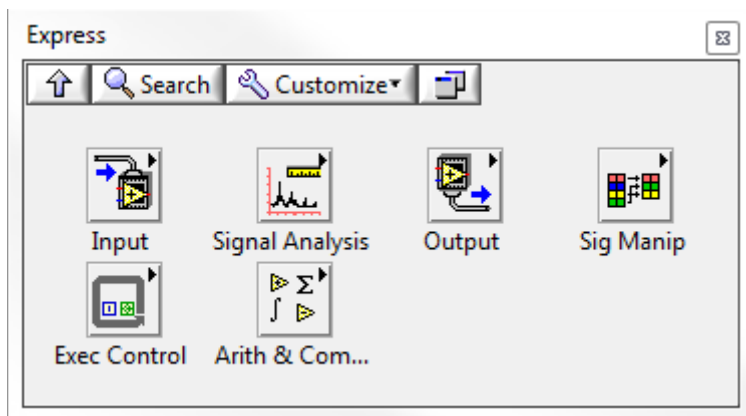 Express
Search Customize
Input Signal Analysis Output Sig Manip
Exec Control Arith & Com...